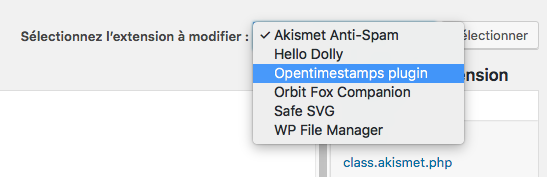 Sélectionnez l'extension à modifier :
✓ Akismet Anti-Spam
Hello Dolly
Opentimestamps plugin
Orbit Fox Companion
Safe SVG
WP File Manager
électionner
ension
class.akismet.php